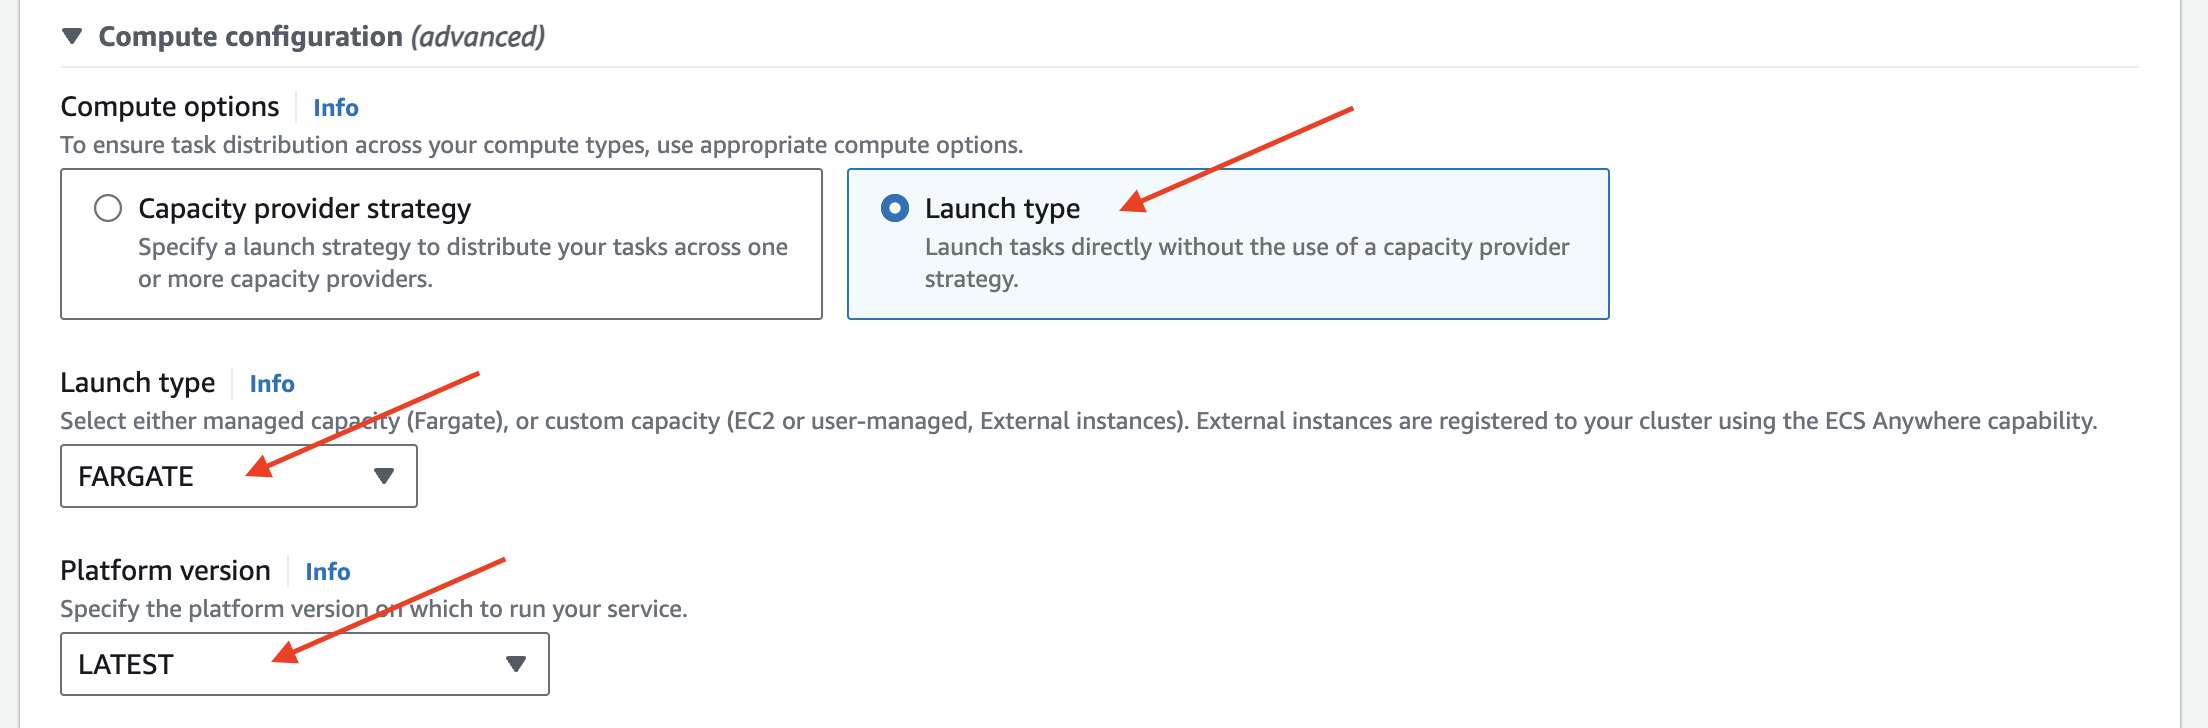 Compute configuration (advanced)
Compute options Info
To ensure task distribution across your compute types, use appropriate compute options.
Capacity provider strategy
Specify a launch strategy to distribute your tasks across one
or more capacity providers.
Launch type
Launch tasks directly without the use of a capacity provider
strategy.
Launch type Info
Select either managed capacity (Fargate), or custom capacity (EC2 or user-managed, External instances). External instances are registered to your cluster using the ECS Anywhere capability.
FARGATE
Platform version Info
Specify the platform version on which to run your service.
LATEST